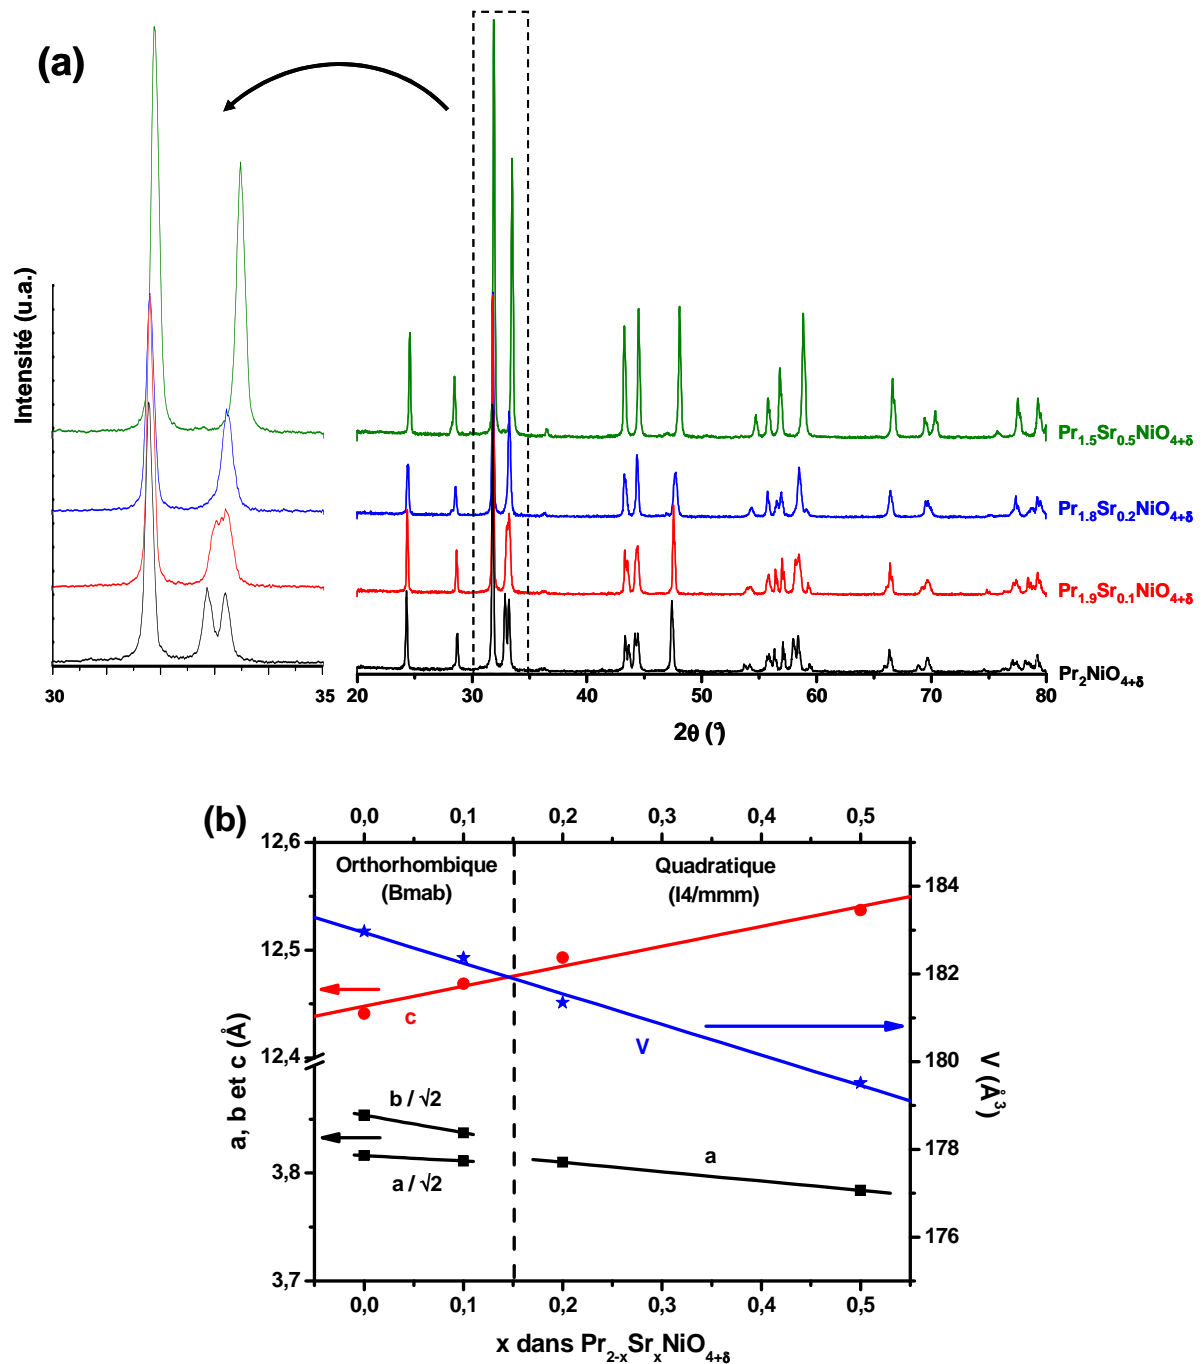 (a)
Intensité (u.a.)
Pr1.5Sr0.5NiO4+δ
Pr1.8Sr0.2NiO4+δ
Pr1.9Sr0.1NiO4+δ
Pr2NiO4+δ
30 35 20 30 40 50 60 70 80
2θ (°)
(b)
0,0 0,1 0,2 0,3 0,4 0,5
12,6
Orthorhombique
(Bmab)
Quadratique
(I4/mmm)
184
12,5
182
c
V
12,4
180
a, b et c (Å)
V (Å3)
b / √2
178
3,8
a / √2
a
176
3,7
0,0 0,1 0,2 0,3 0,4 0,5
x dans Pr2-xSrxNiO4+δ